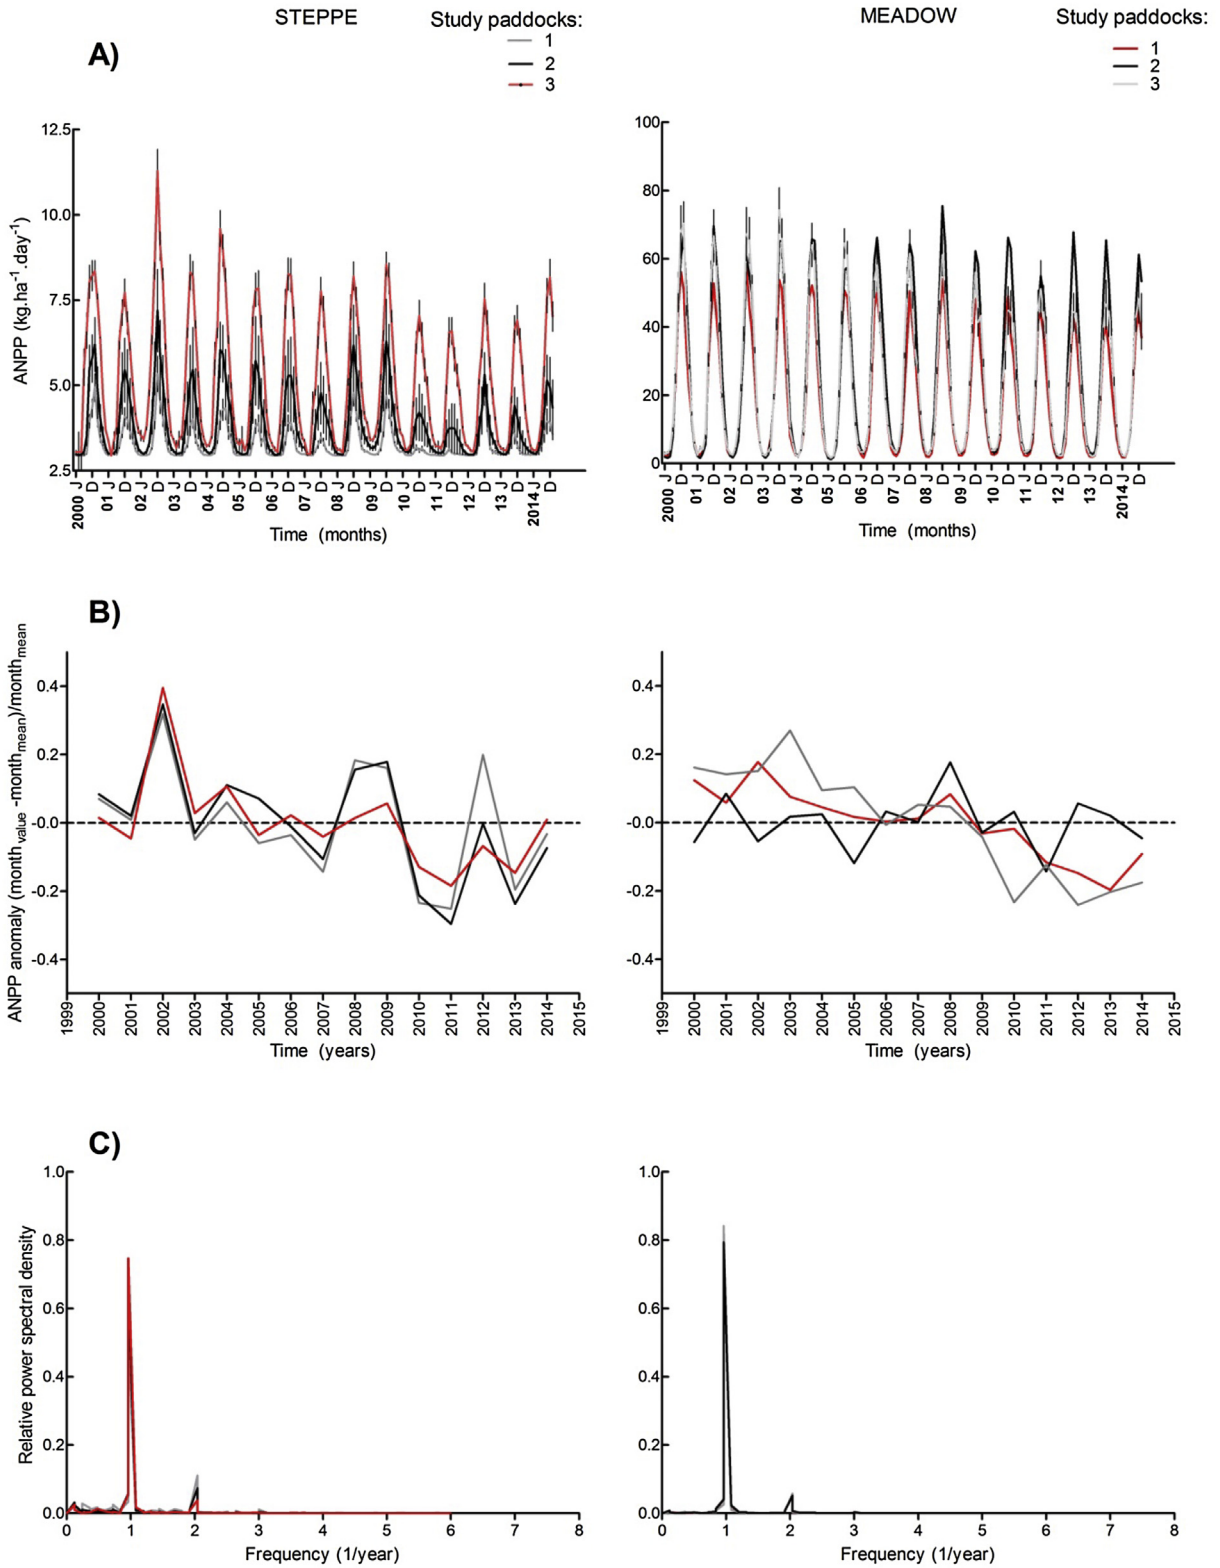 STEPPE
Study paddocks:
1
2
3
MEADOW
Study paddocks:
1
2
3
A)
ANPP (kg.ha-1.day-1)
12.5
10.0
7.5
5.0
2.5
2000 J D 01 J D 02 J D 03 J D 04 J D 05 J D 06 J D 07 J D 08 J D 09 J D 10 J D 11 J D 12 J D 13 J D 2014 J D
Time (months)
100
80
60
40
20
0
2000 J D 01 J D 02 J D 03 J D 04 J D 05 J D 06 J D 07 J D 08 J D 09 J D 10 J D 11 J D 12 J D 13 J D 2014 J D
Time (months)
B)
ANPP anomaly (monthvalue -monthmean)/monthmean
0.4
0.2
-0.0
-0.2
-0.4
1999 2000 2001 2002 2003 2004 2005 2006 2007 2008 2009 2010 2011 2012 2013 2014 2015
Time (years)
0.4
0.2
-0.0
-0.2
-0.4
1999 2000 2001 2002 2003 2004 2005 2006 2007 2008 2009 2010 2011 2012 2013 2014 2015
Time (years)
C)
Relative power spectral density
1.0
0.8
0.6
0.4
0.2
0.0
0 1 2 3 4 5 6 7 8
Frequency (1/year)
1.0
0.8
0.6
0.4
0.2
0.0
0 1 2 3 4 5 6 7 8
Frequency (1/year)